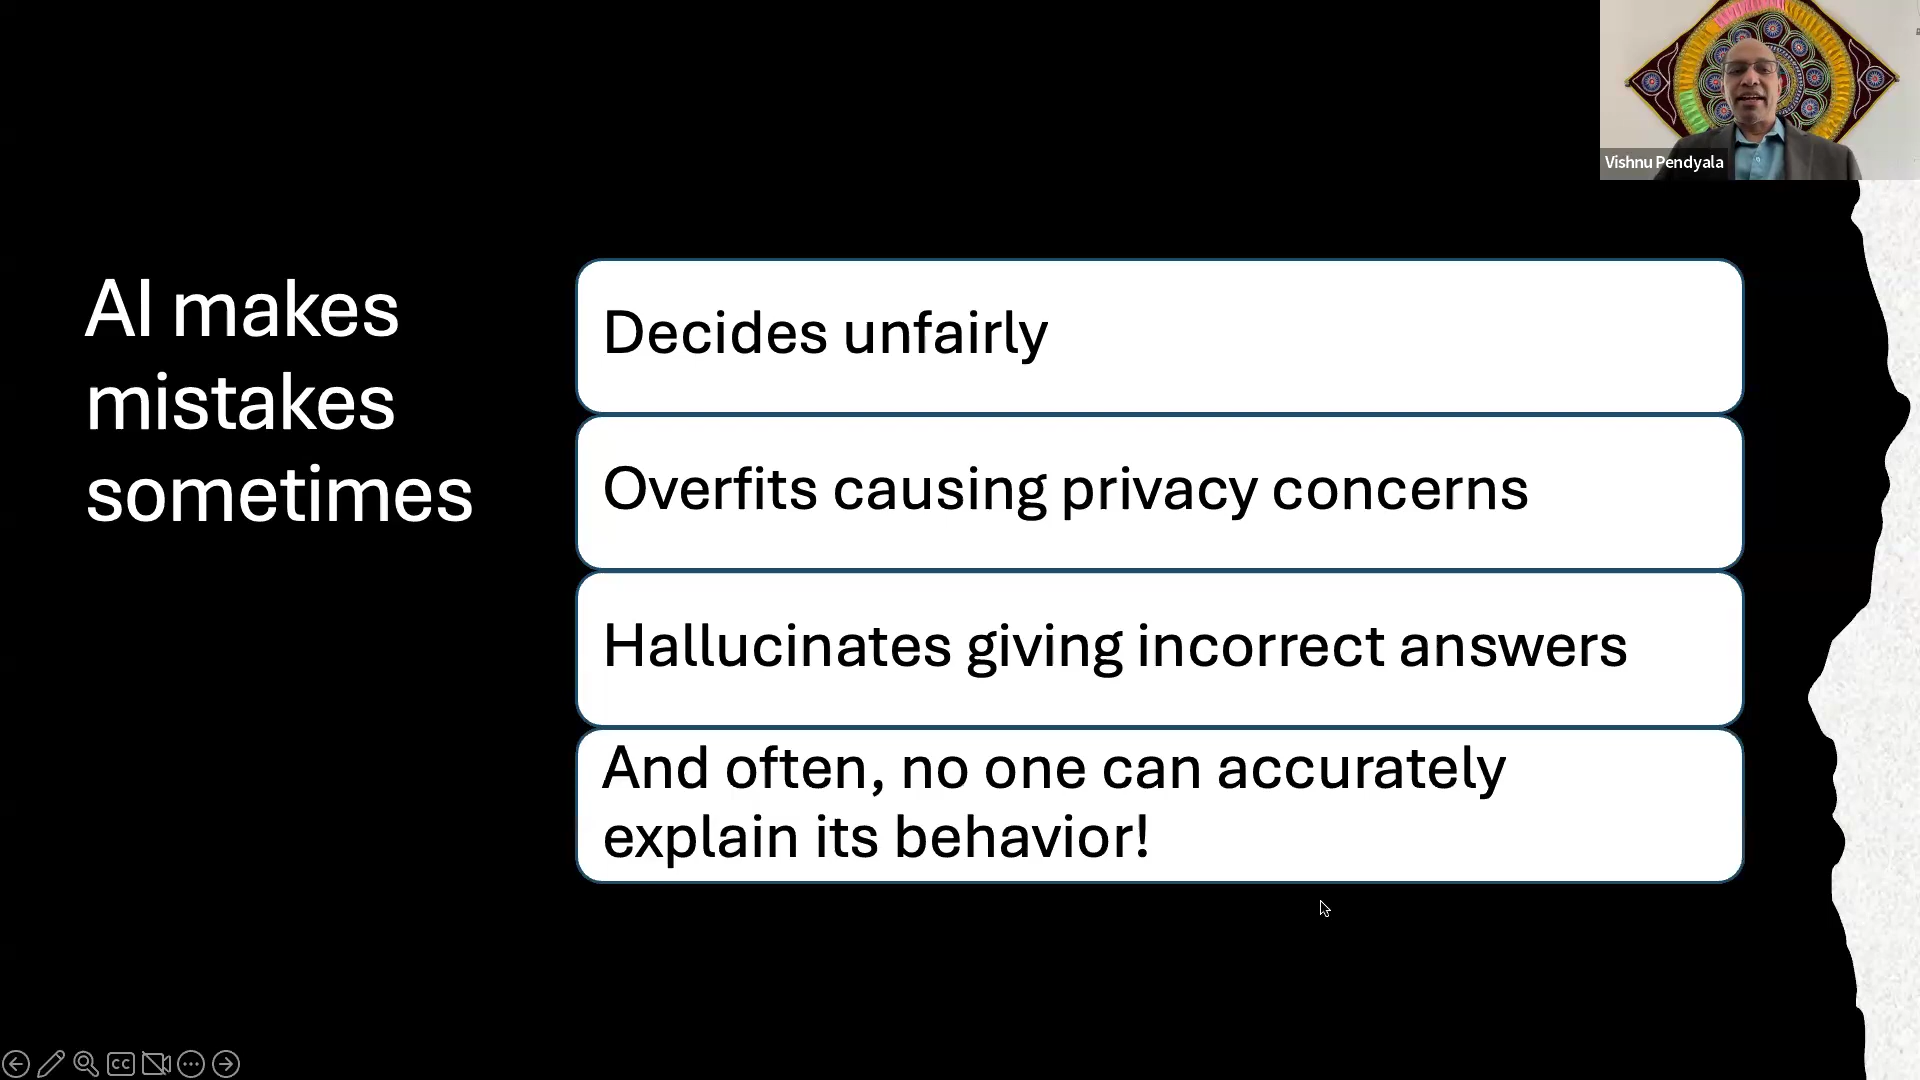 Vishnu Pendyala
AI makes
mistakes
sometimes
Decides unfairly
Overfits causing privacy concerns
Hallucinates giving incorrect answers
And often, no one can accurately
explain its behavior!
CC